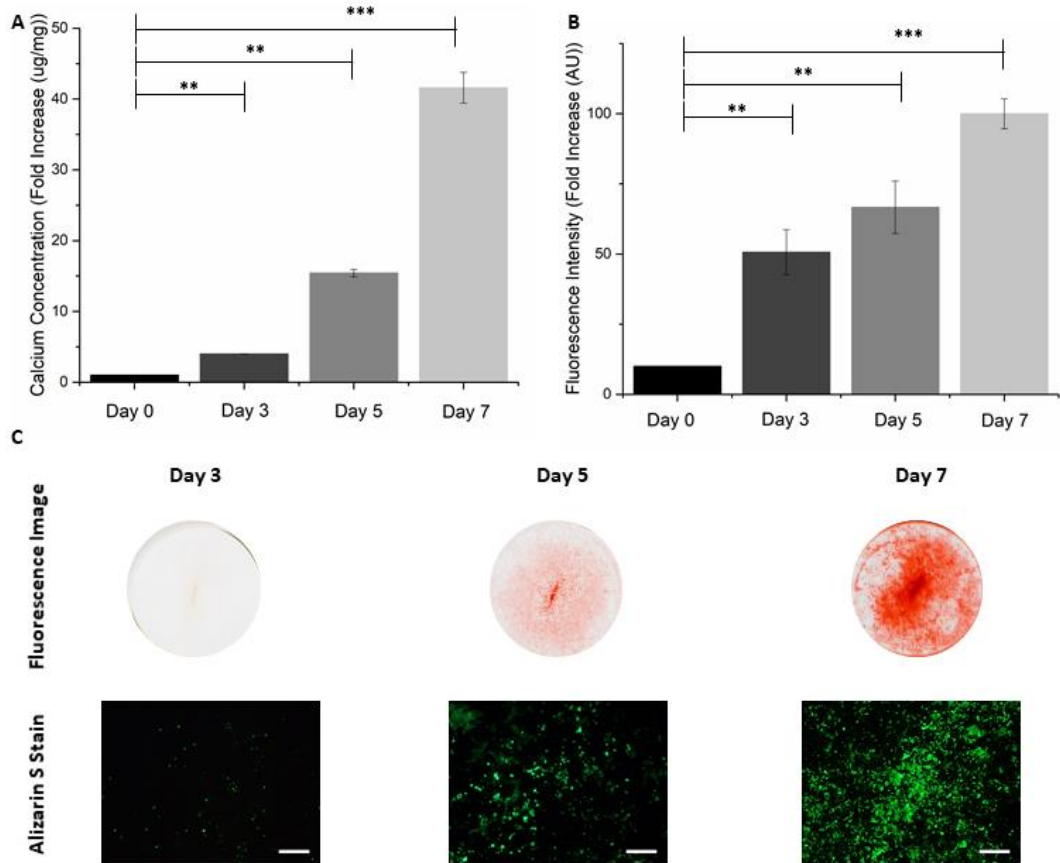 A
Calcium Concentration (Fold Increase (ug/mg))
50
40
30
20
10
0
***
**
**
Day 0
Day 3
Day 5
Day 7
B
Fluorescence Intensity (Fold Increase (AU))
100
50
0
***
**
**
Day 0
Day 3
Day 5
Day 7
C
Day 3
Day 5
Day 7
Fluorescence Image
Alizarin S Stain